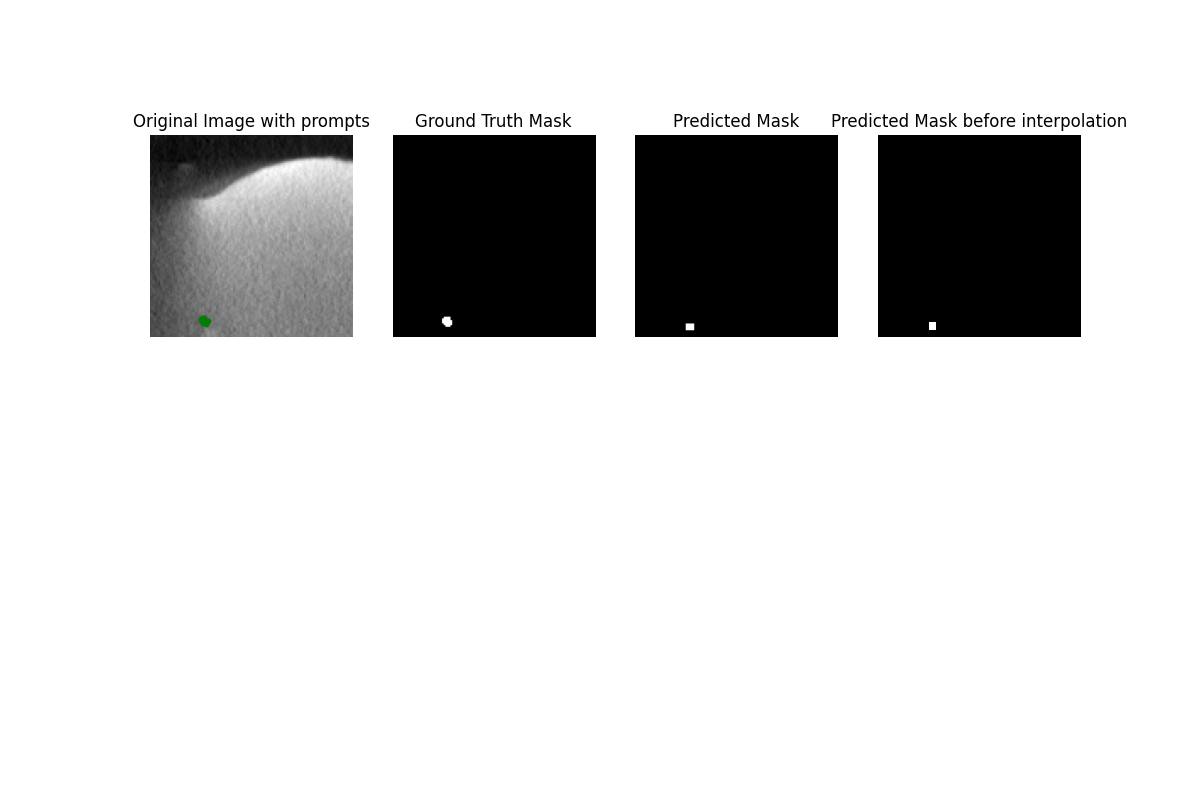 Original Image with prompts
Ground Truth Mask
Predicted Mask
Predicted Mask before interpolation